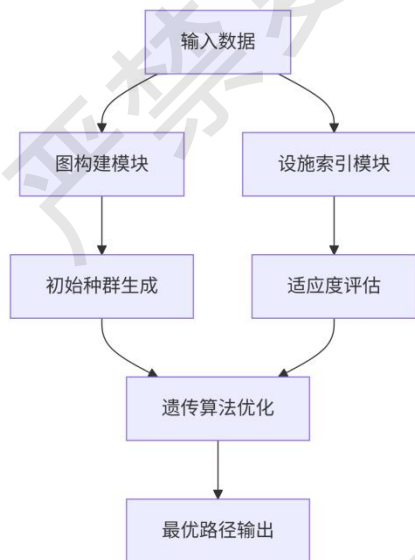 输入数据
图构建模块
设施索引模块
初始种群生成
适应度评估
遗传算法优化
最优路径输出
严禁